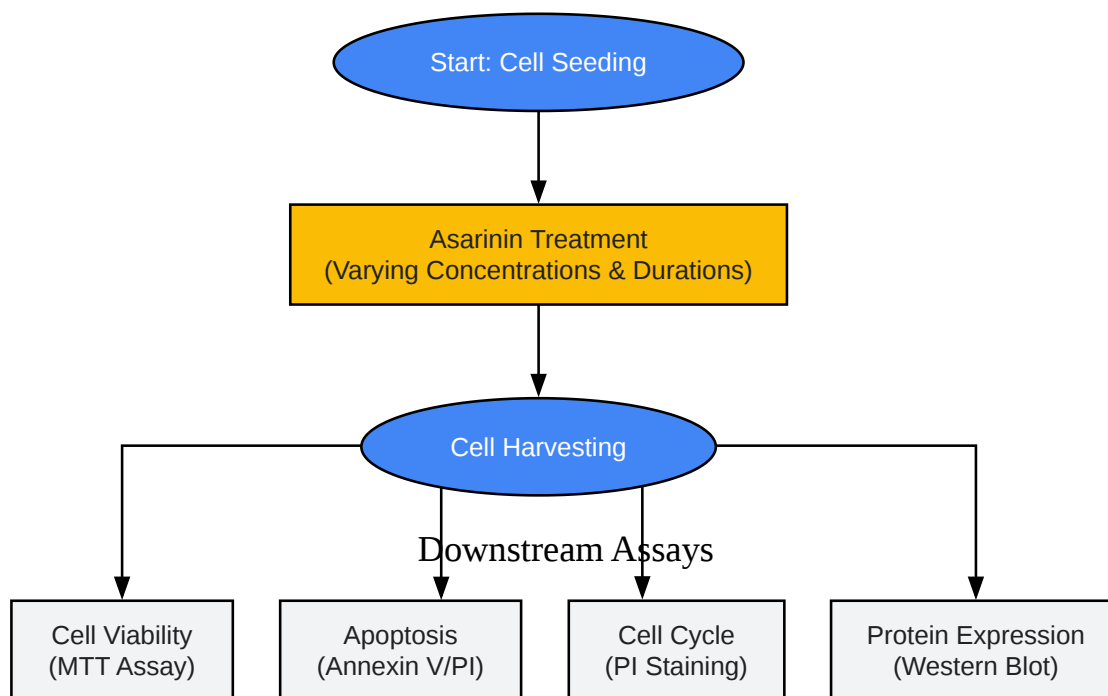 Start: Cell Seeding
Asarinin Treatment
(Varying Concentrations & Durations)
Cell Harvesting
Downstream Assays
Cell Viability
(MTT Assay)
Apoptosis
(Annexin V/PI)
Cell Cycle
(PI Staining)
Protein Expression
(Western Blot)